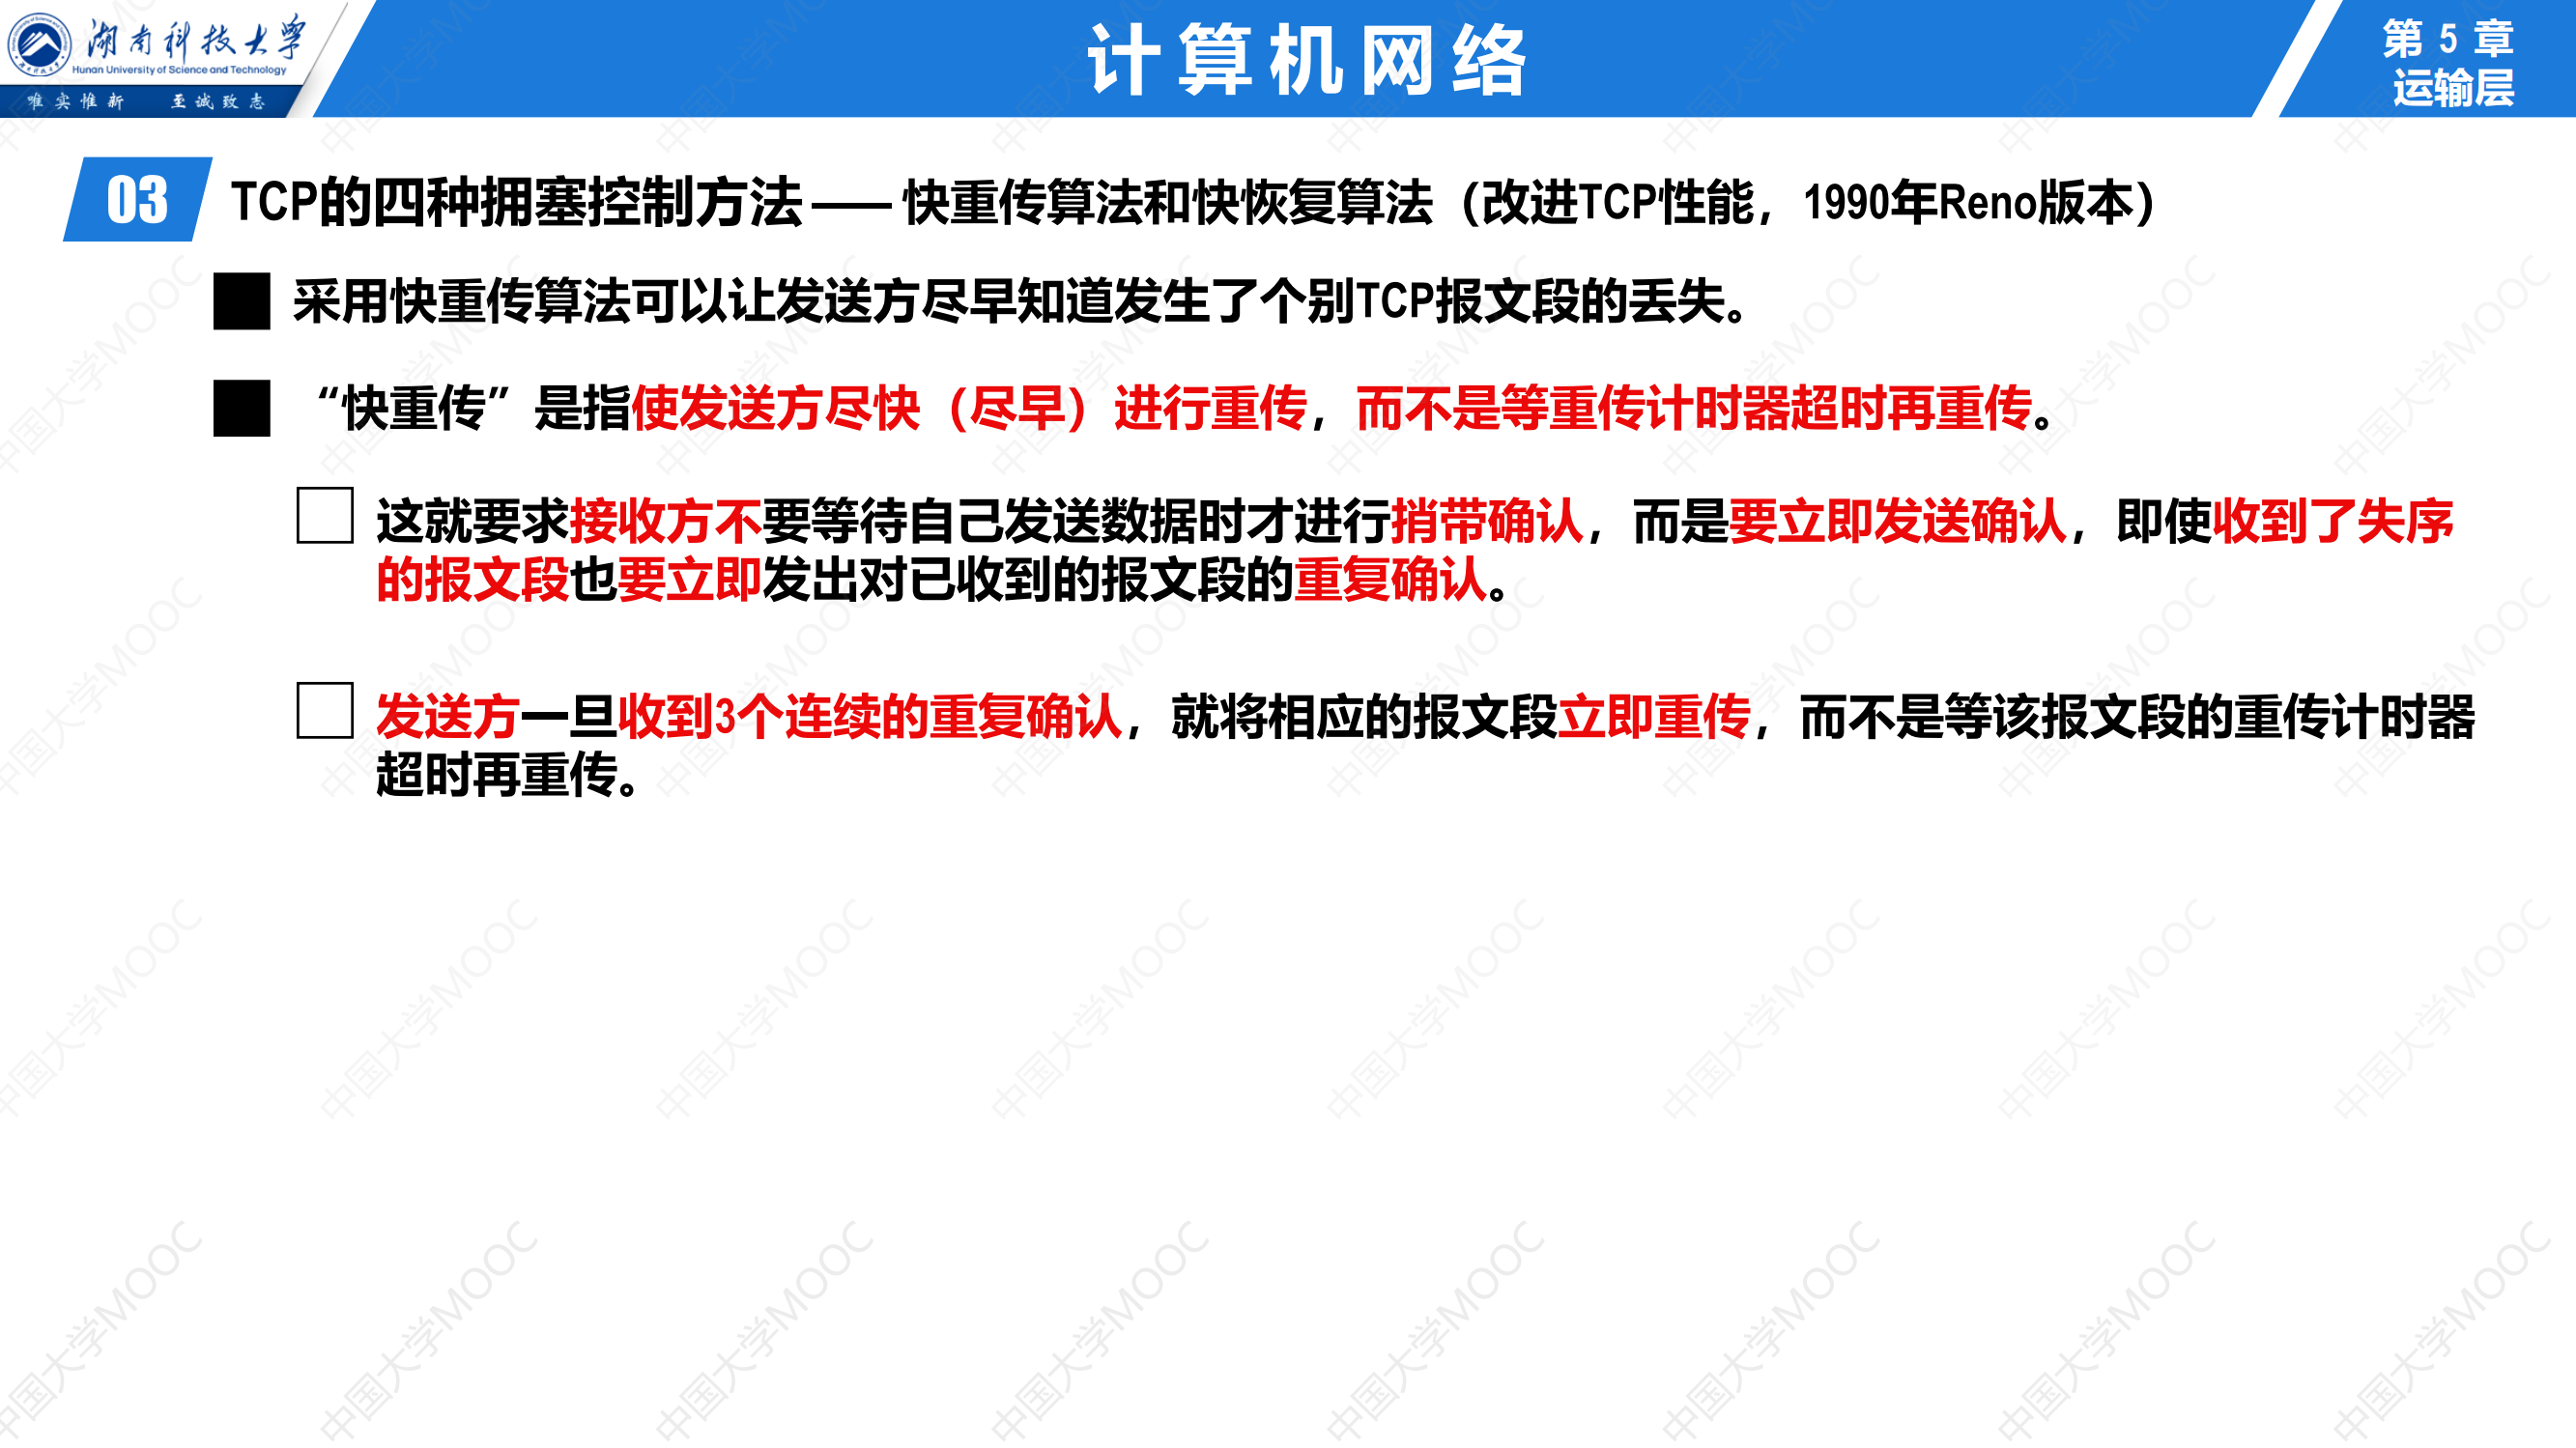 湖南科技大学
Hunan University of Science and Technology
唯实惟新 至诚致志
计算机网络
第 5 章
运输层
03 TCP的四种拥塞控制方法 —— 快重传算法和快恢复算法（改进TCP性能，1990年Reno版本）
采用快重传算法可以让发送方尽早知道发生了个别TCP报文段的丢失。
“快重传”是指使发送方尽快（尽早）进行重传，而不是等重传计时器超时再重传。
这就要求接收方不要等待自己发送数据时才进行捎带确认，而是要立即发送确认，即使收到了失序
的报文段也要立即发出对已收到的报文段的重复确认。
发送方一旦收到3个连续的重复确认，就将相应的报文段立即重传，而不是等该报文段的重传计时器
超时再重传。
中国大学MOOC